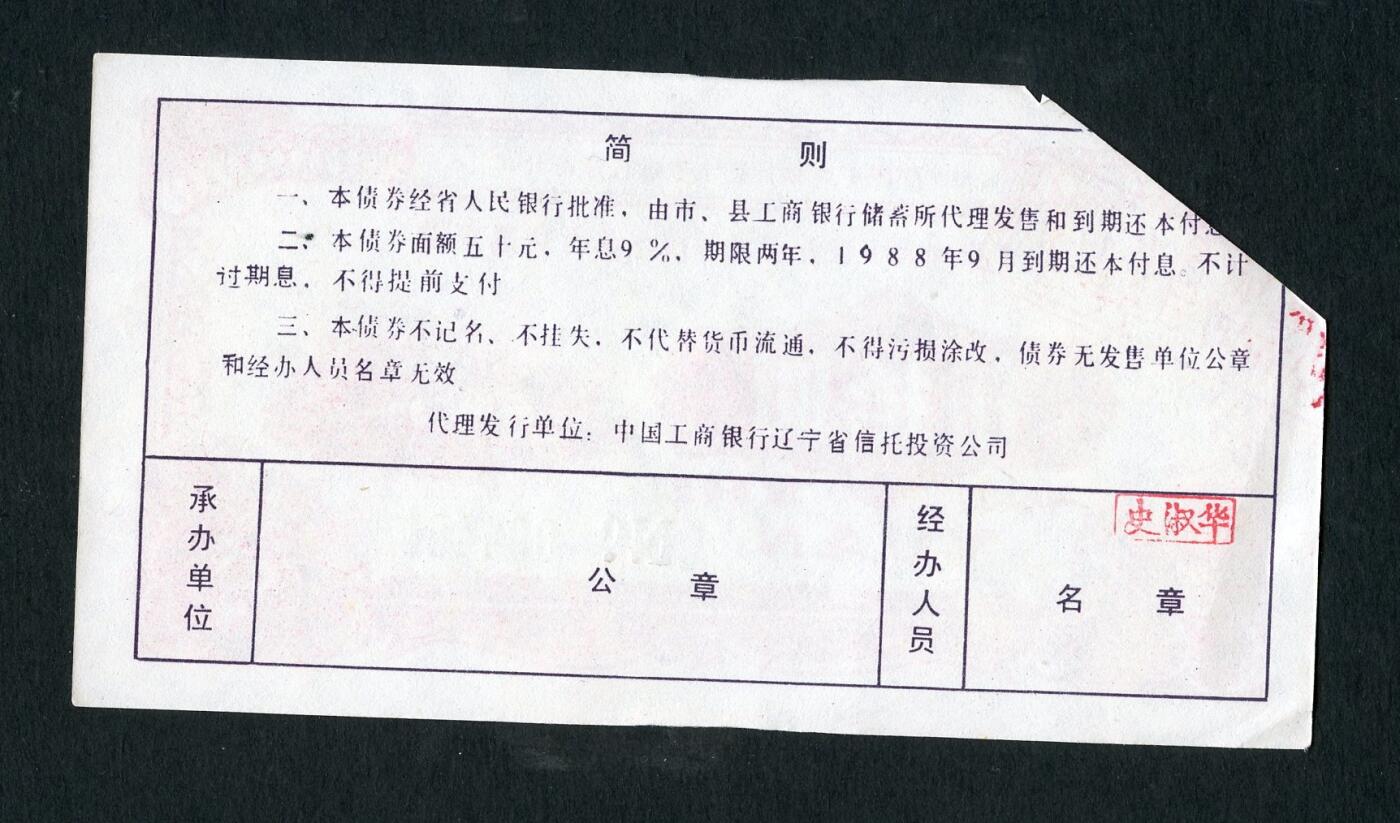 简 则
一、本债券经省人民银行批准，由市、县工商银行储蓄所代理发售和到期还本付息
二、本债券面额五十元，年息9%，期限两年，1988年9月到期还本付息。不计
过期息，不得提前支付
三、本债券不记名、不挂失，不代替货币流通，不得污损涂改，债券无发售单位公章
和经办人员名章无效
代理发行单位：中国工商银行辽宁省信托投资公司
承办单位
公 章
经办人员
史淑华
名 章